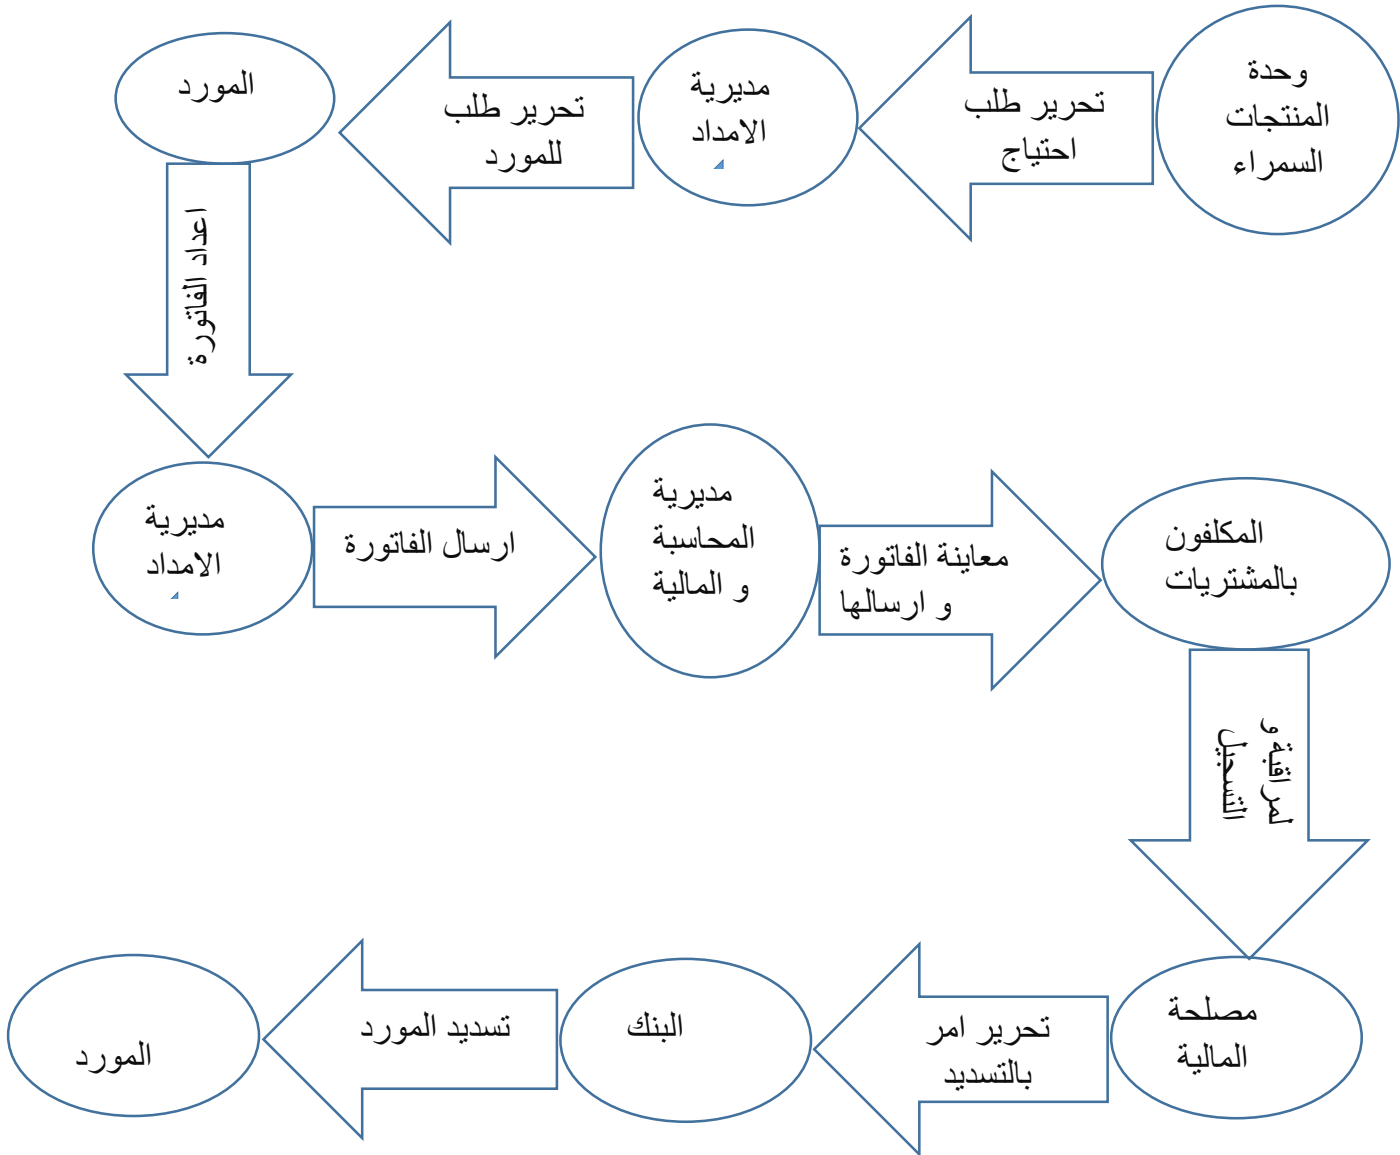 وحدة
المنتجات
السمراء
تحرير طلب
احتياج
مديرية
الامداد
تحرير طلب
للمورد
المورد
اعداد الفاتورة
مديرية
الامداد
ارسال الفاتورة
مديرية
المحاسبة
و المالية
معاينة الفاتورة
و ارسالها
المكلفون
بالمشتريات
لمراقبة و
التسجيل
مصلحة
المالية
تحرير امر
بالتسديد
البنك
تسديد المورد
المورد